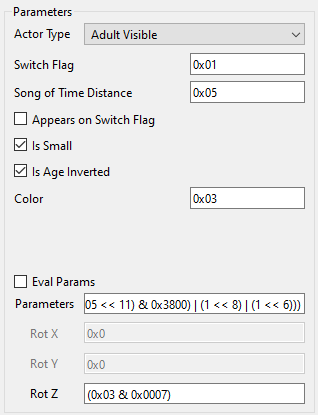 Parameters
Actor Type Adult Visible
Switch Flag 0x01
Song of Time Distance 0x05
Appears on Switch Flag
Is Small
Is Age Inverted
Color 0x03
Eval Params
Parameters 05 << 11) & 0x3800) | (1 << 8) | (1 << 6)))
Rot X 0x0
Rot Y 0x0
Rot Z (0x03 & 0x0007)